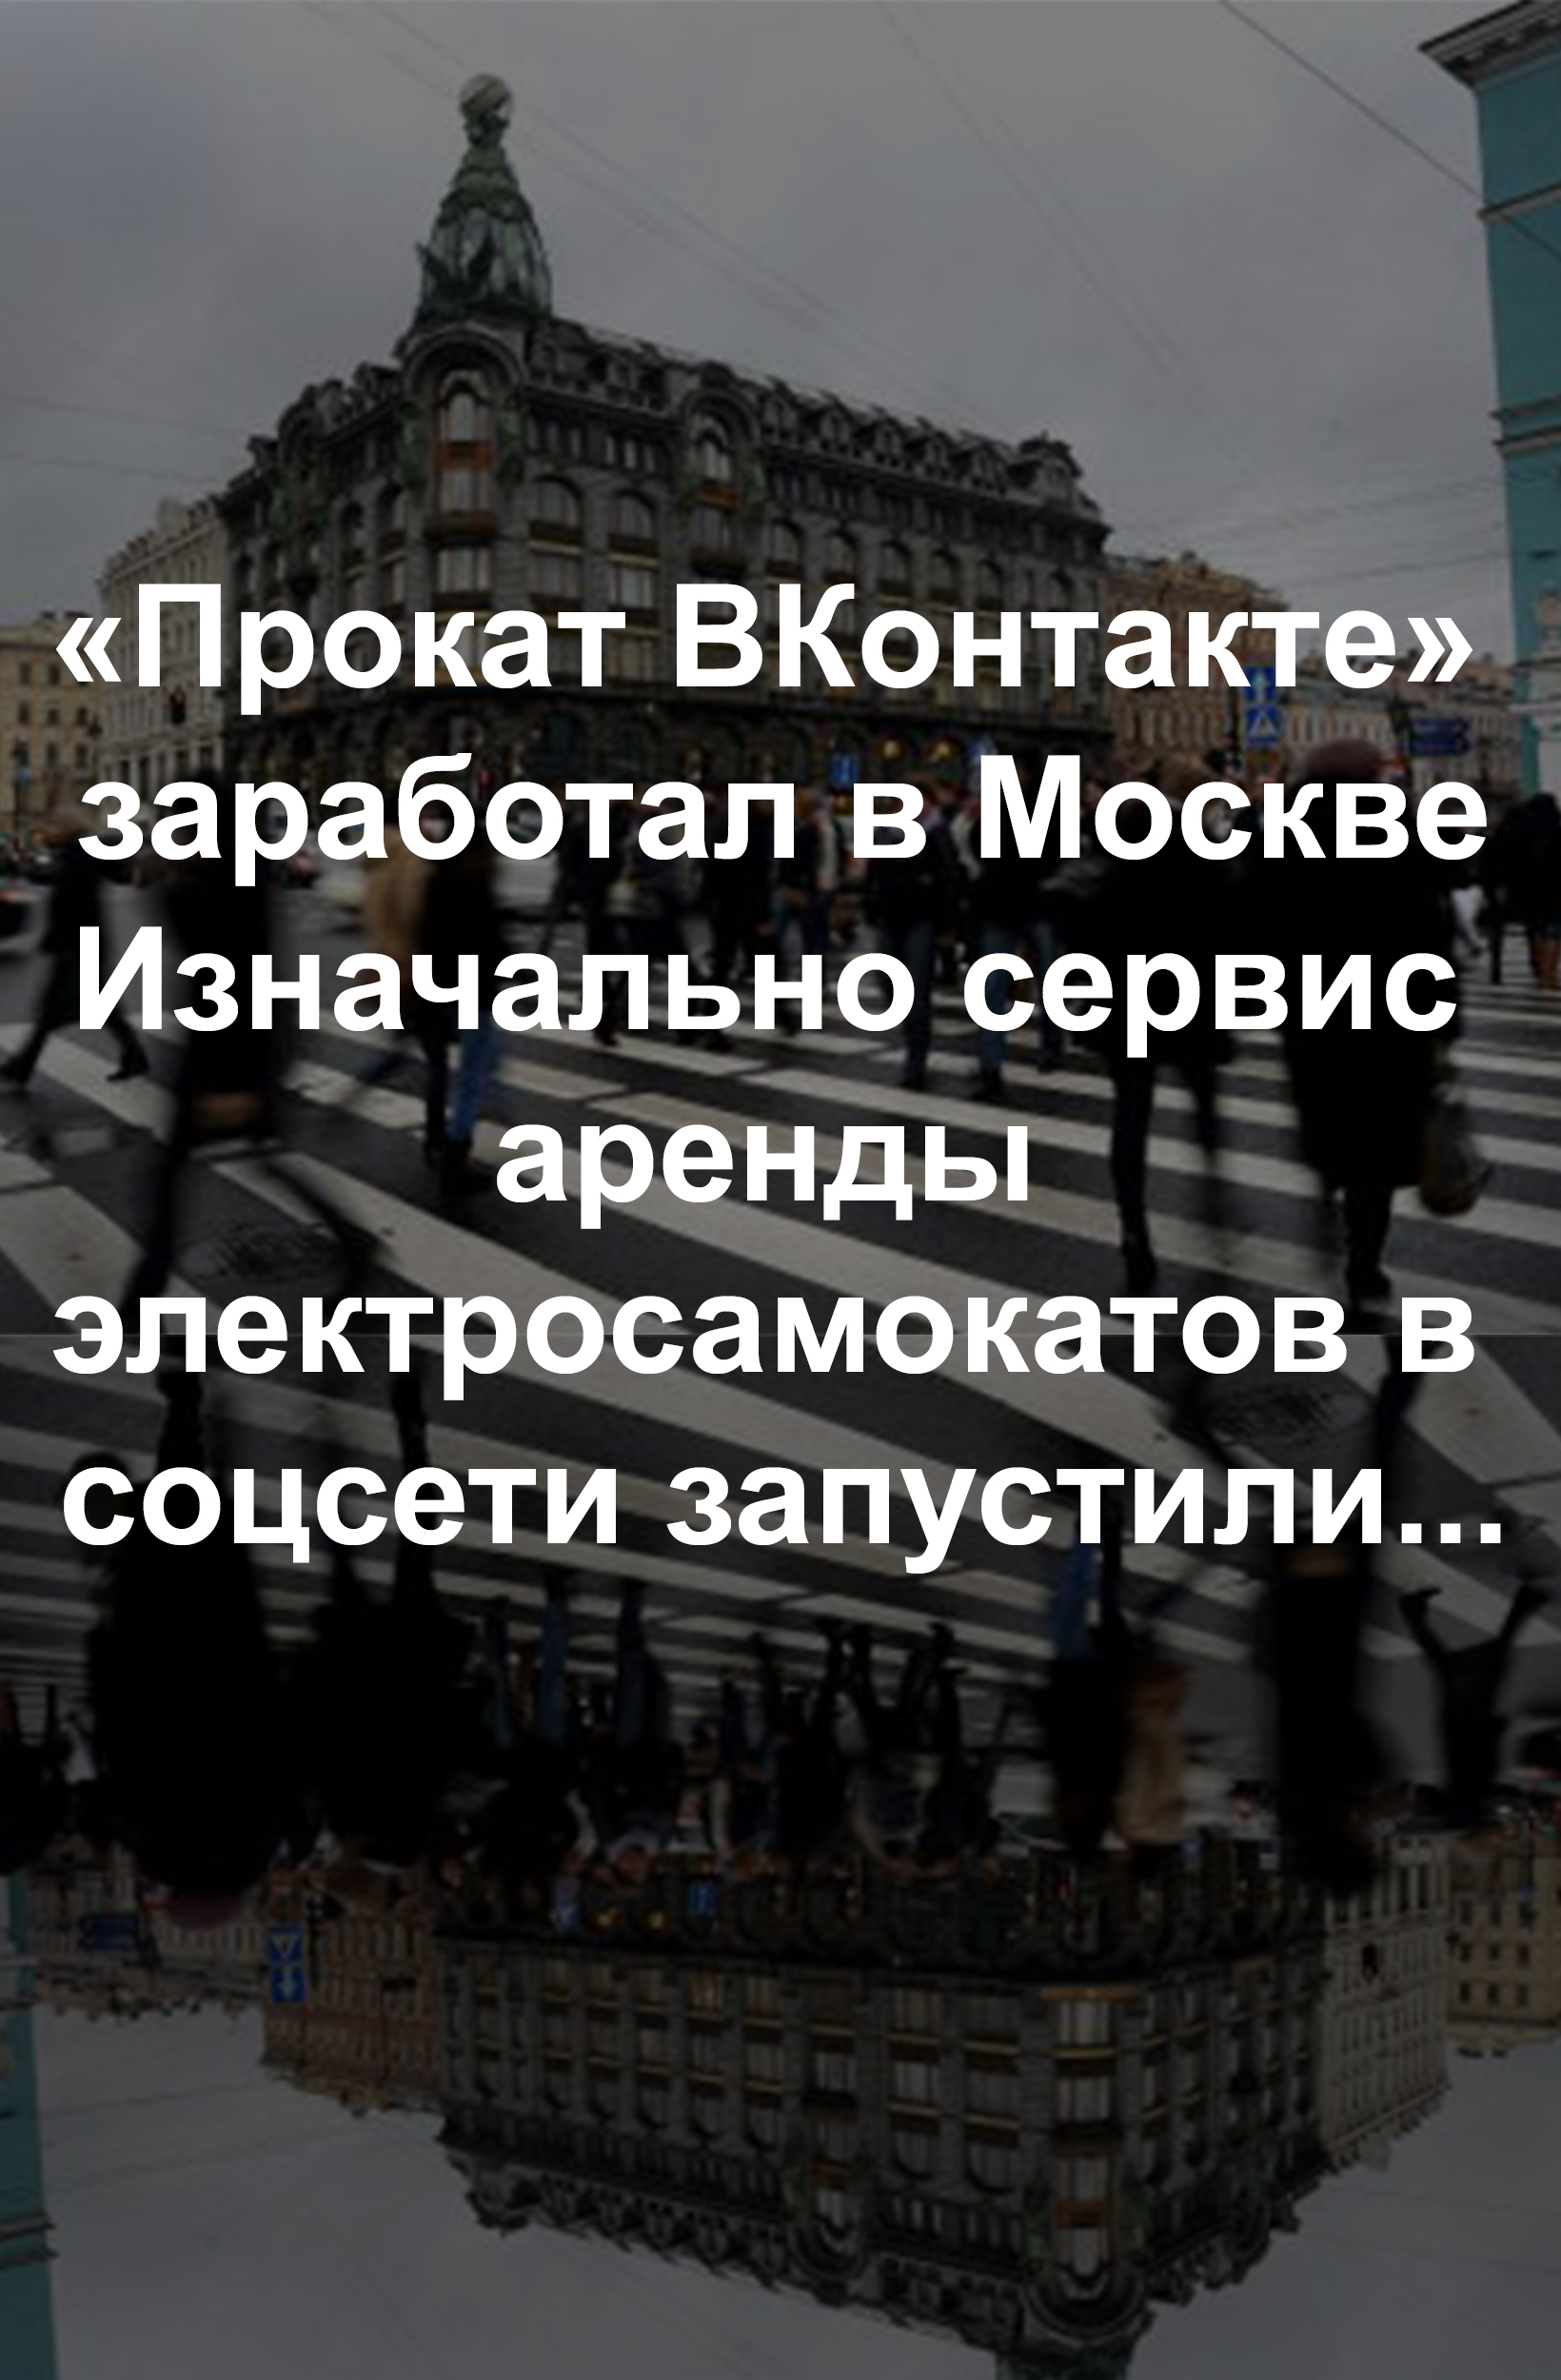 «Прокат ВКонтакте»
заработал в Москве
Изначально сервис
аренды
электросамокатов в
соцсети запустили...